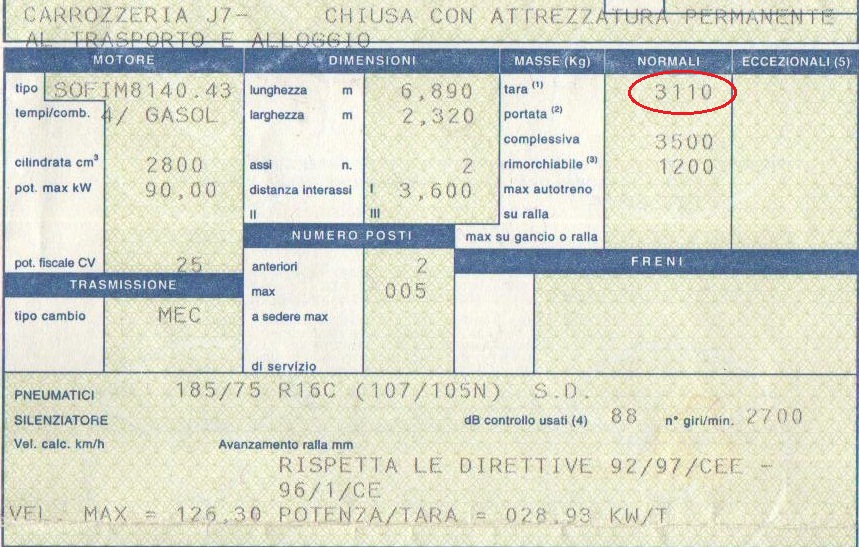 CARROZZERIA J7- CHIUSA CON ATTREZZATURA PERMANENTE
AL TRASPORTO E ALLOGGIO
MOTORE DIMENSIONI MASSE (Kg) NORMALI ECCEZIONALI (5)
tipo SOFIM8140.43 lunghezza m 6,890 tara (1) 3110
tempi/comb. 4/ GASOL larghezza m 2,320 portata (2)
complessiva 3500
cilindrata cm³ 2800 assi n. 2 rimorchiabile (3) 1200
pot. max kW 90,00 distanza interassi I 3,600 max autotreno
II III su ralla
NUMERO POSTI max su gancio o ralla
pot. fiscale CV 25 anteriori 2 FRENI
TRASMISSIONE max 005
tipo cambio MEC a sedere max
di servizio
PNEUMATICI 185/75 R16C (107/105N) S.D.
SILENZIATORE dB controllo usati (4) 88 n° giri/min. 2700
Vel. calc. km/h Avanzamento ralla mm
RISPETTA LE DIRETTIVE 92/97/CEE -
96/1/CE
VEL. MAX = 126,30 POTENZA/TARA = 028,93 KW/T